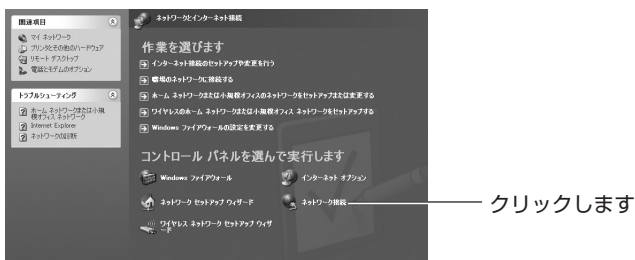 関連項目
マイ ネットワーク
プリンタとその他のハードウェア
リモート デスクトップ
電話とモデムのオプション
トラブルシューティング
ホーム ネットワークまたは小規
模オフィス ネットワーク
Internet Explorer
ネットワークの診断
ネットワークとインターネット接続
作業を選びます
インターネット接続のセットアップや変更を行う
職場のネットワークに接続する
ホーム ネットワークまたは小規模オフィスのネットワークをセットアップまたは変更する
ワイヤレスのホーム ネットワークまたは小規模オフィス ネットワークをセットアップする
Windows ファイアウォールの設定を変更する
コントロール パネルを選んで実行します
Windows ファイアウォール
インターネット オプション
ネットワーク セットアップ ウィザード
ネットワーク接続
ワイヤレス ネットワーク セットアップ ウィザ
ード
クリックします